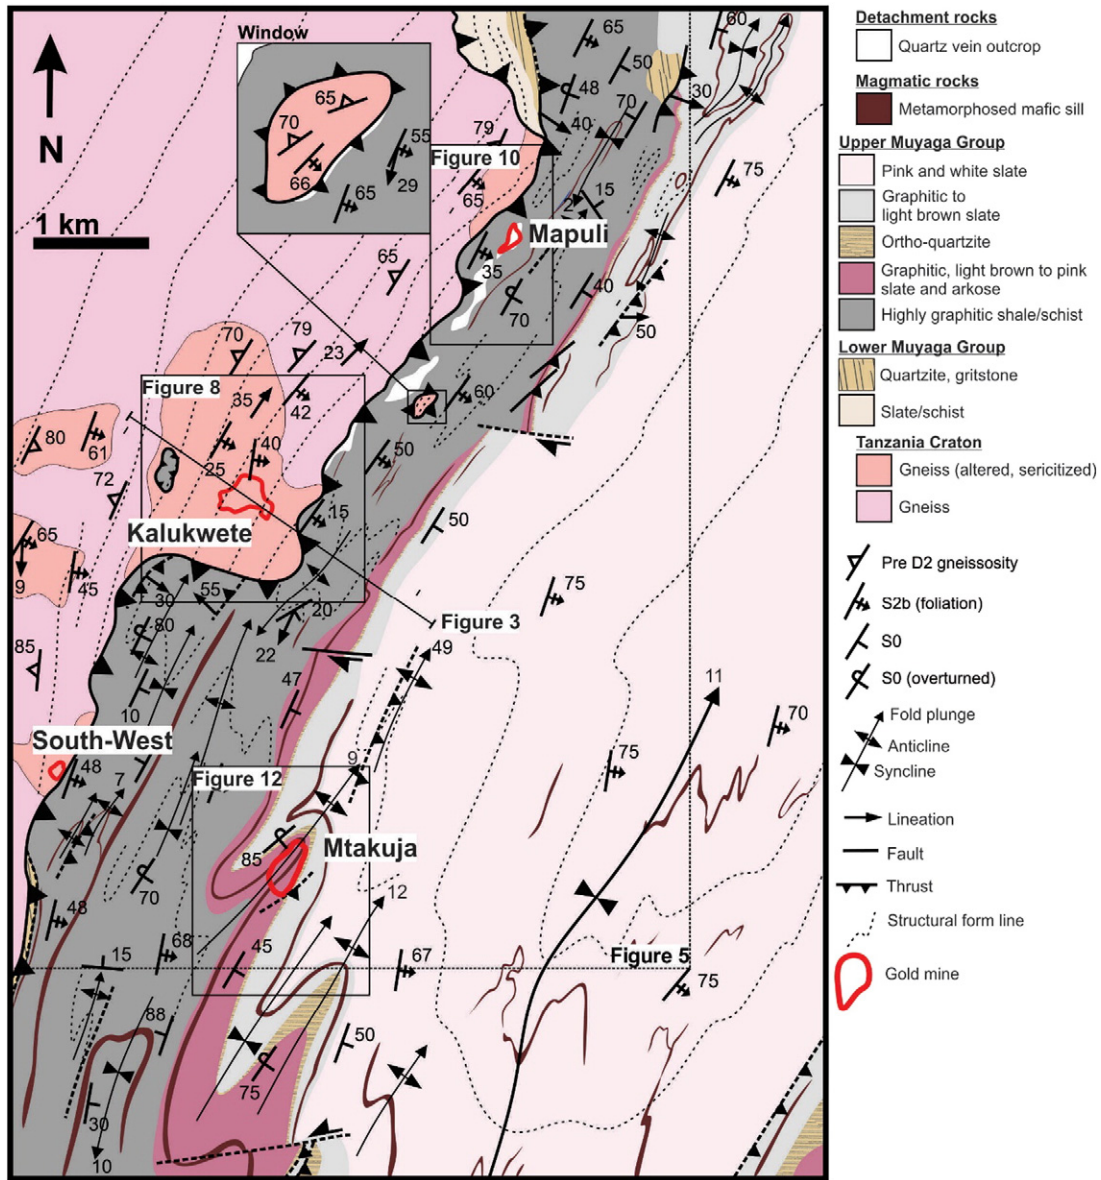 Window
N
1 km
Figure 10
Mapuli
Figure 8
Kalukwete
Figure 3
South-West
Figure 12
Mtakuja
Figure 5
60
65
50
48
70
30
40
79
75
65
70
66
55
65
29
65
15
2
35
70
40
50
65
70
79
23
35
42
60
40
25
80
61
72
50
15
50
65
9
45
75
30
55
20
80
22
49
85
10
47
11
70
75
48
7
9
85
70
12
48
68
45
67
15
75
88
50
75
30
10
Detachment rocks
Quartz vein outcrop
Magmatic rocks
Metamorphosed mafic sill
Upper Muyaga Group
Pink and white slate
Graphitic to
light brown slate
Ortho-quartzite
Graphitic, light brown to pink
slate and arkose
Highly graphitic shale/schist
Lower Muyaga Group
Quartzite, gritstone
Slate/schist
Tanzania Craton
Gneiss (altered, sericitized)
Gneiss
Pre D2 gneissosity
S2b (foliation)
S0
S0 (overturned)
Fold plunge
Anticline
Syncline
Lineation
Fault
Thrust
Structural form line
Gold mine